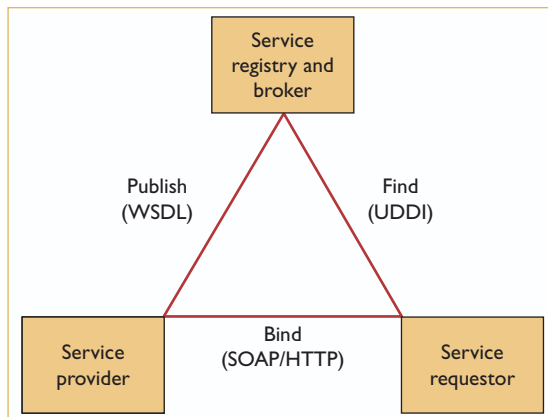 Service
registry and
broker
Publish
(WSDL)
Find
(UDDI)
Bind
(SOAP/HTTP)
Service
provider
Service
requestor